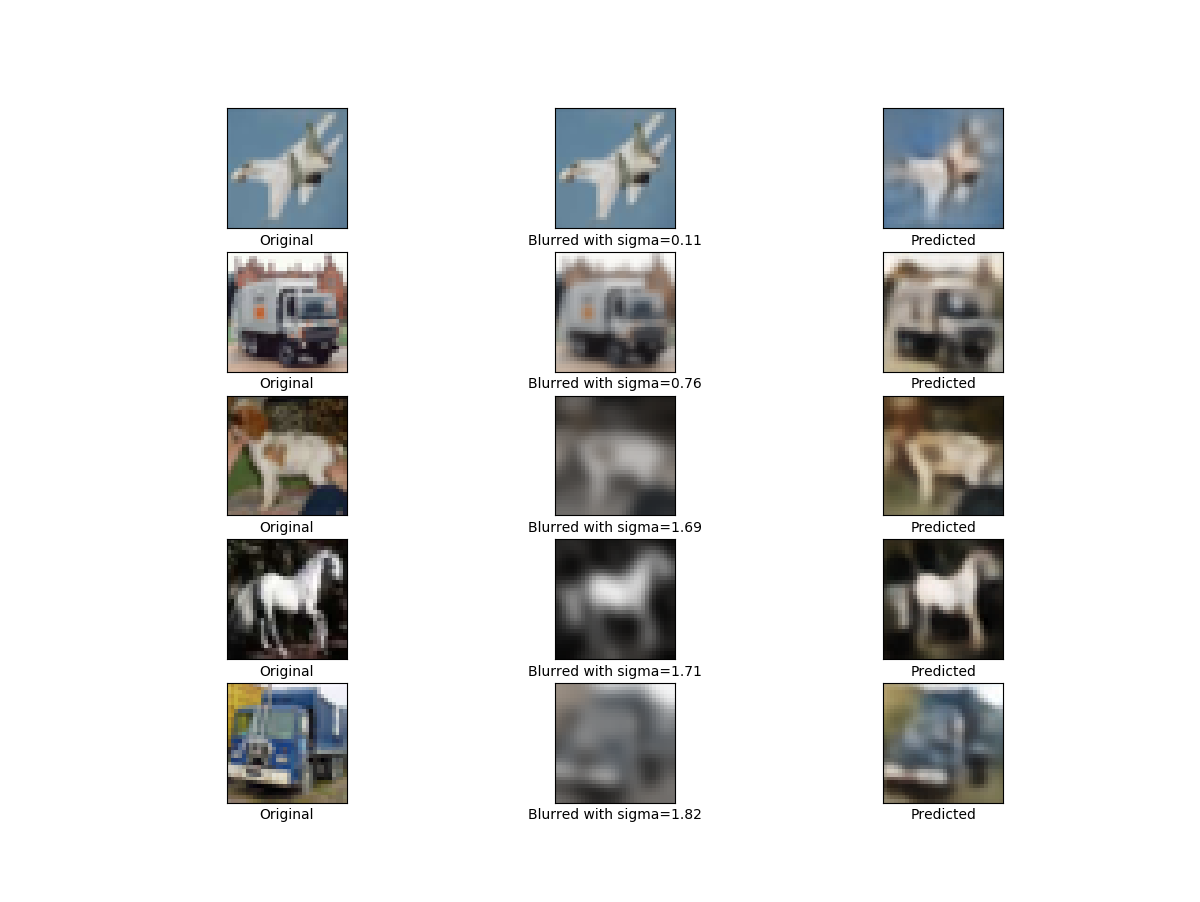 Original Blurred with sigma=0.11 Predicted
Original Blurred with sigma=0.76 Predicted
Original Blurred with sigma=1.69 Predicted
Original Blurred with sigma=1.71 Predicted
Original Blurred with sigma=1.82 Predicted